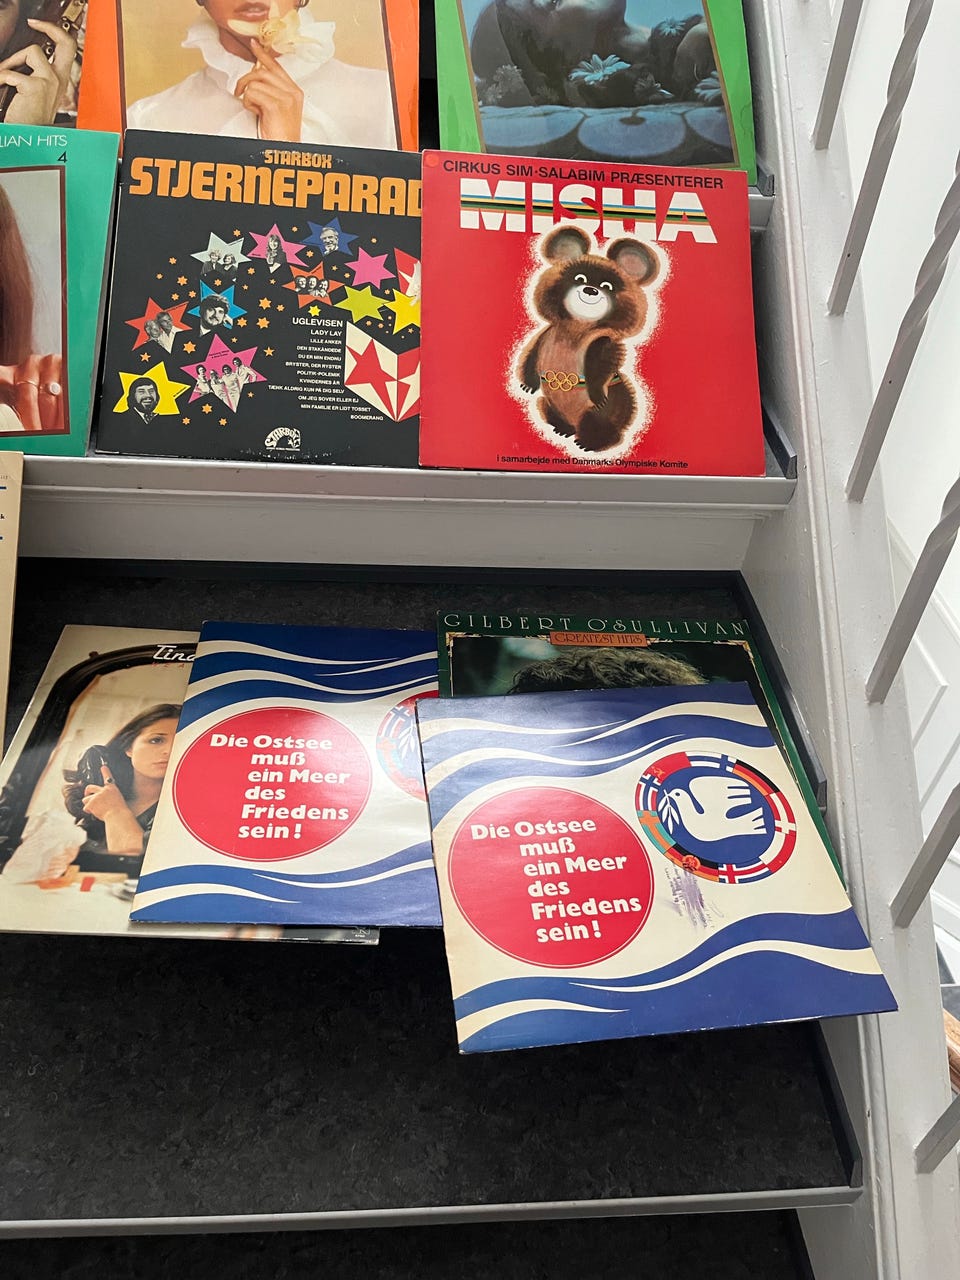 LIAN HITS
4
STARBOX
STJERNEPARAD
UGLEVISEN
LADY LAY
LILLE ANKER
DEN STAKÅNDEDE
DU ER MIN ENDNU
BRYSTER, DER RYSTER
POLITIK-POLEMIK
KVINDERNES ÅR
TÆNK ALDRIG KUN PÅ DIG SELV
OM JEG SOVER ELLER EJ
MIN FAMILIE ER LIDT TOSSET
BOOMERANG
STARBOX
CIRKUS SIM-SALABIM PRÆSENTERER
MISHA
i samarbejde med Danmarks Olympiske Komite
Tina
GILBERT O'SULLIVAN
GREATEST HITS
Die Ostsee
muß
ein Meer
des
Friedens
sein!
Die Ostsee
muß
ein Meer
des
Friedens
sein!